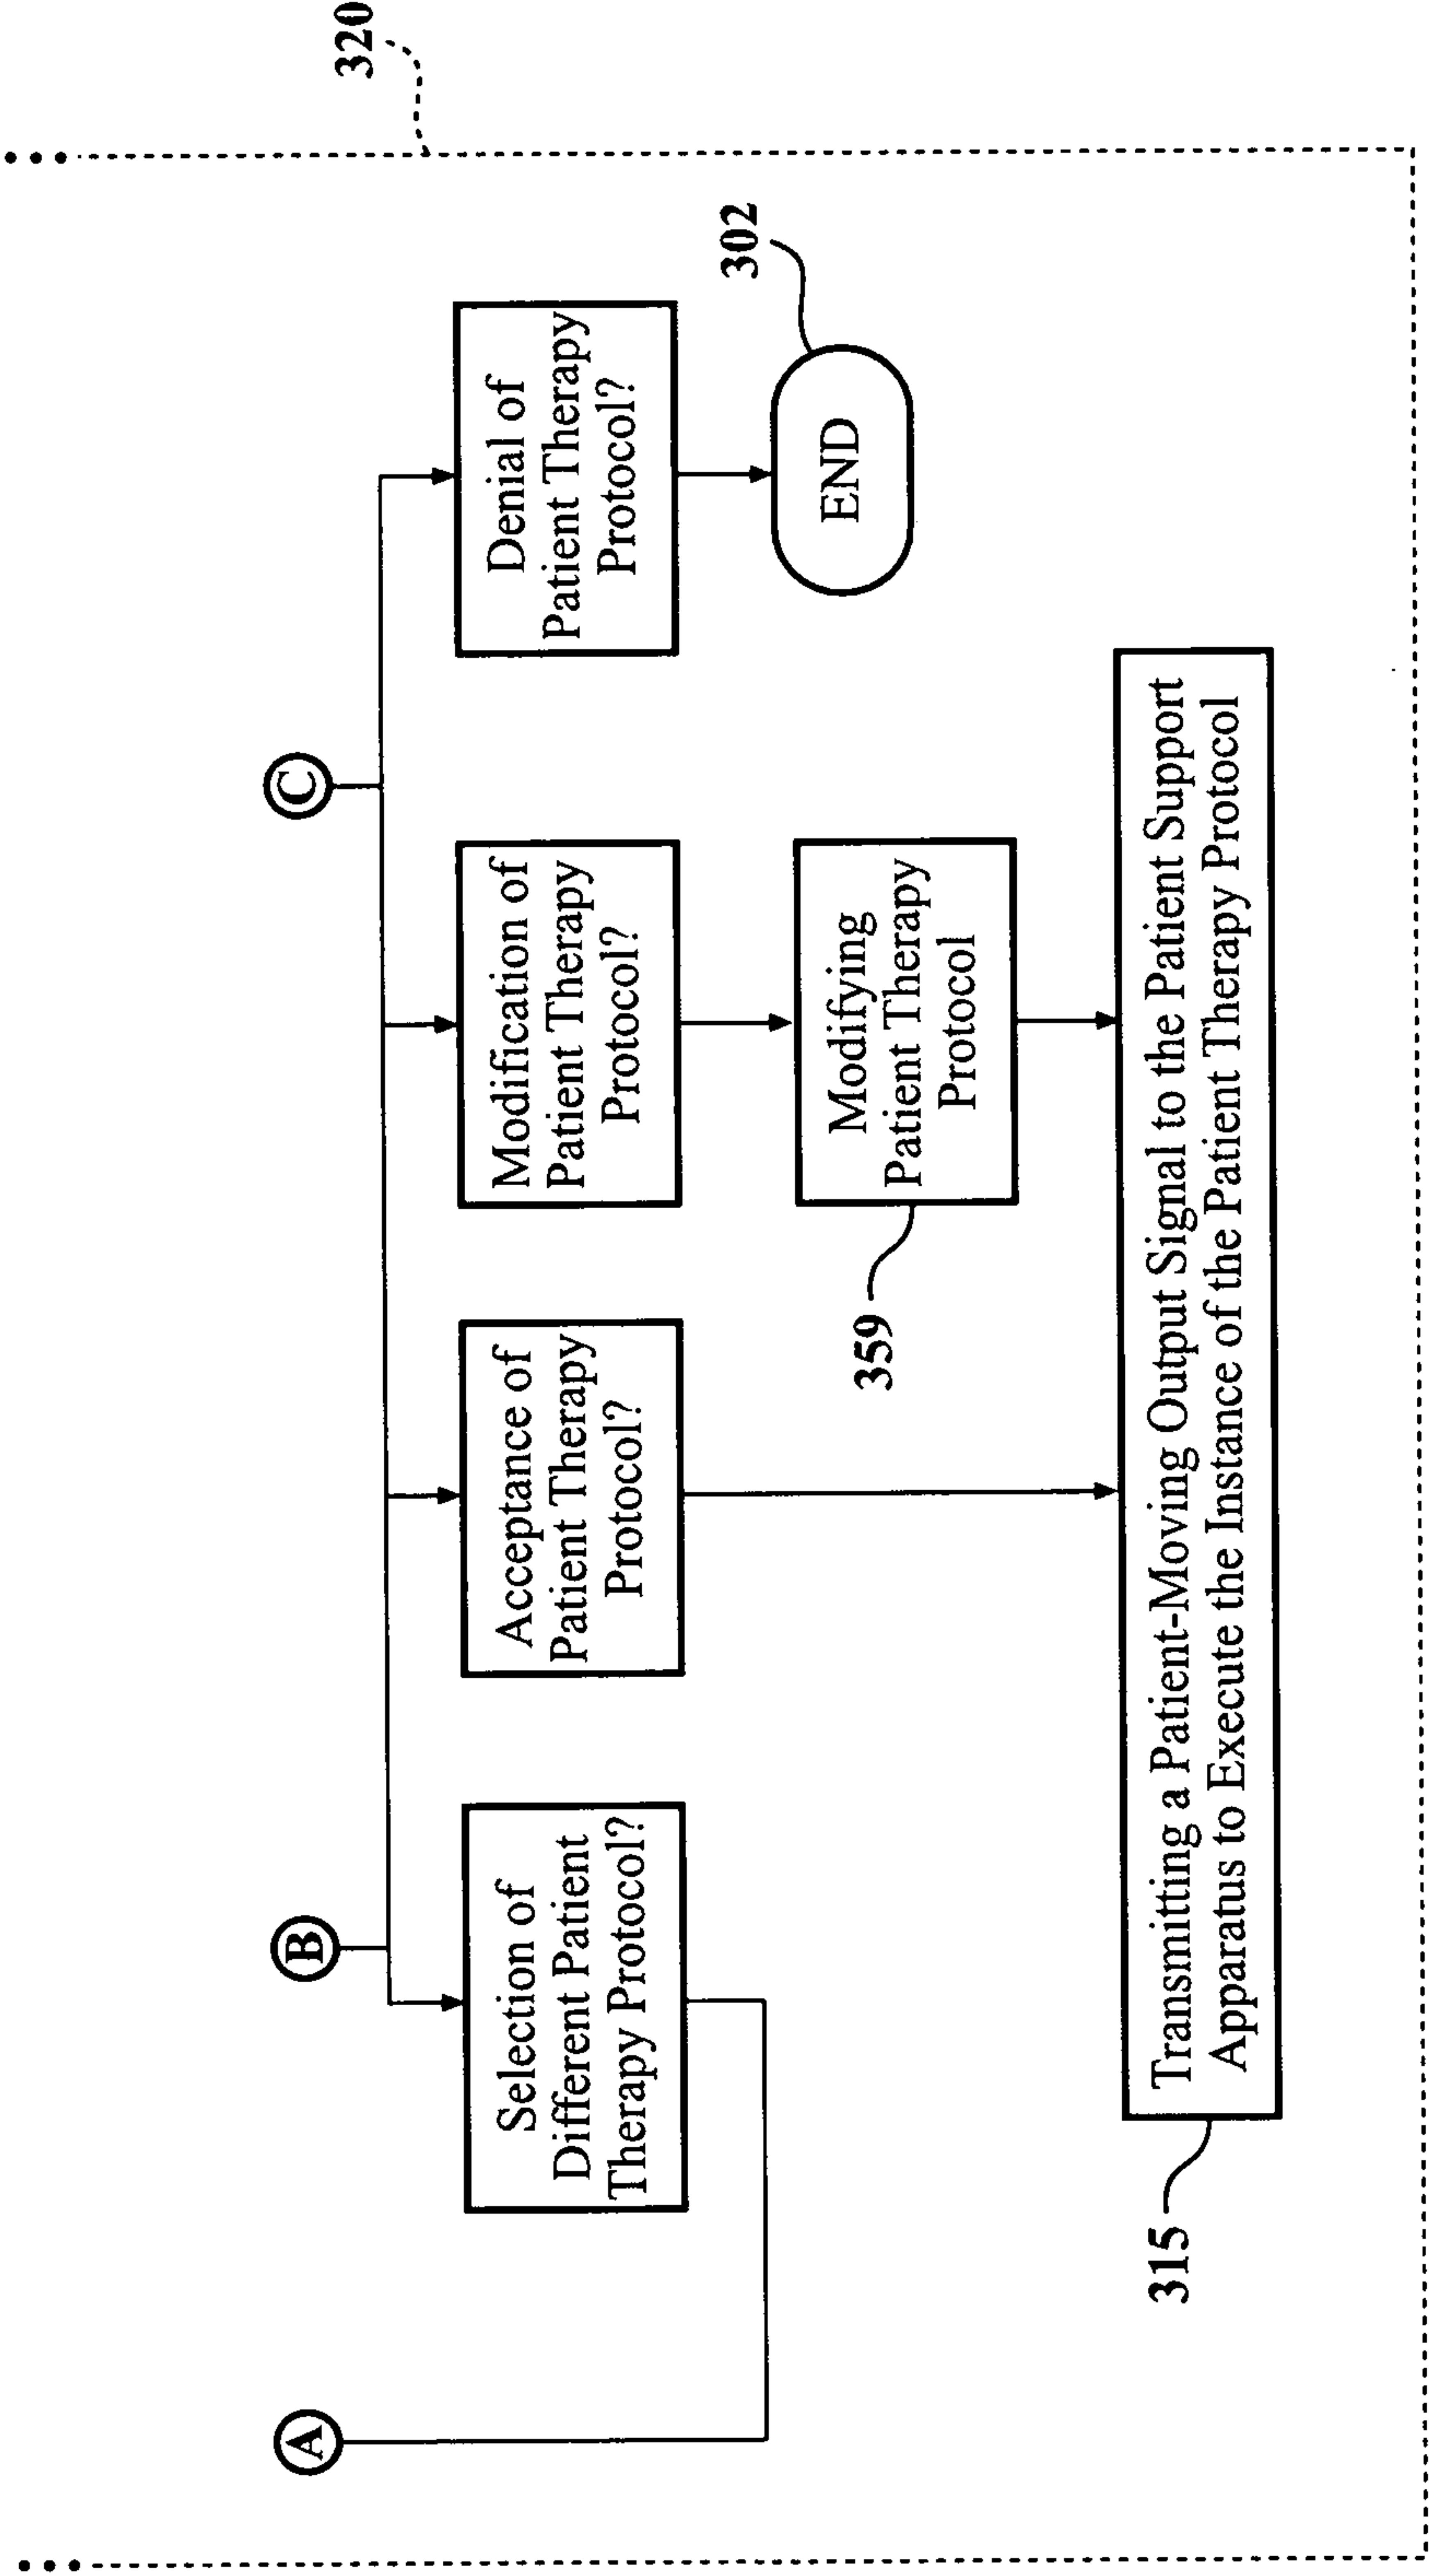 320
A
B
C
Selection of
Different Patient
Therapy Protocol?
Acceptance of
Patient Therapy
Protocol?
Modification of
Patient Therapy
Protocol?
Denial of
Patient Therapy
Protocol?
302
END
359
Modifying
Patient Therapy
Protocol
315
Transmitting a Patient-Moving Output Signal to the Patient Support
Apparatus to Execute the Instance of the Patient Therapy Protocol